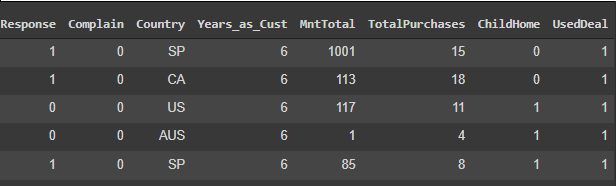 Response Complain Country Years_as_Cust MntTotal TotalPurchases ChildHome UsedDeal
1 0 SP 6 1001 15 0 1
1 0 CA 6 113 18 0 1
0 0 US 6 117 11 1 1
0 0 AUS 6 1 4 1 1
1 0 SP 6 85 8 1 1